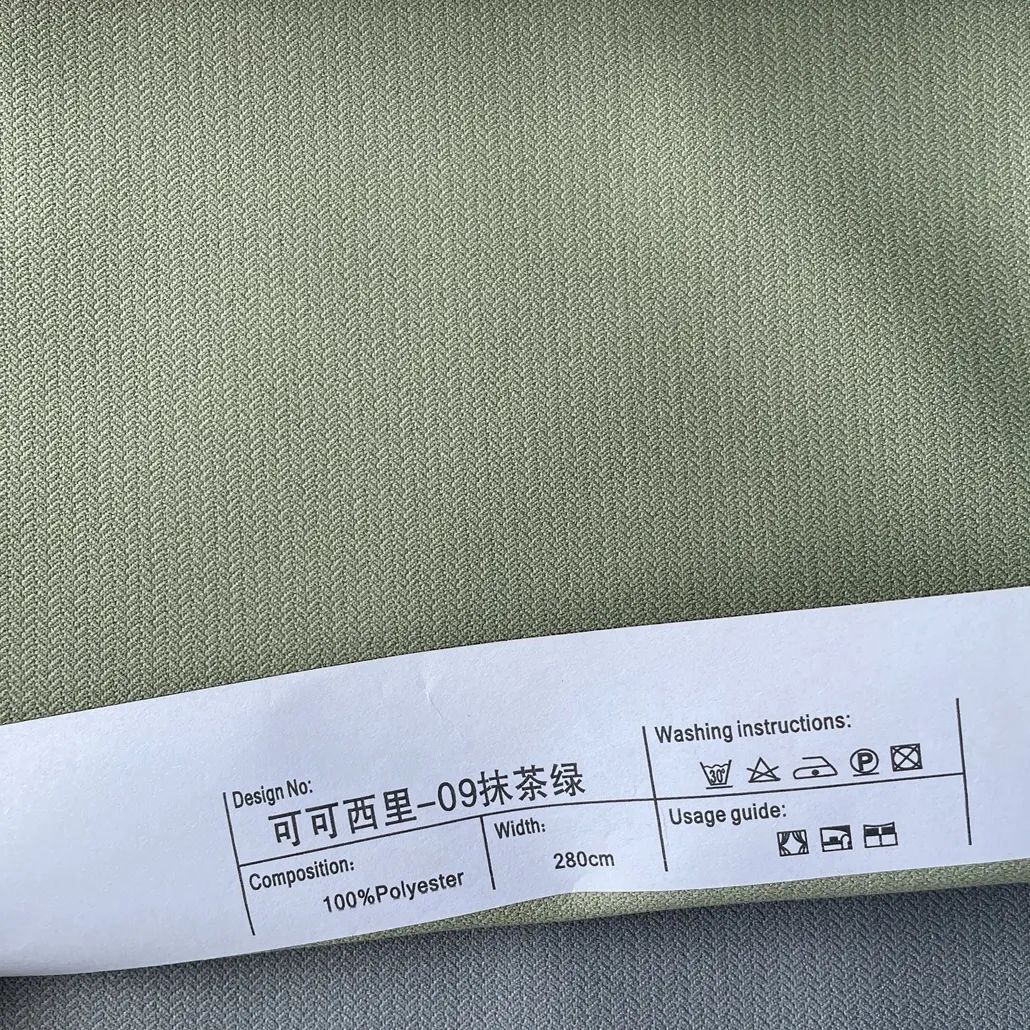 Design No:
可可西里-09抹茶绿
Composition:
100%Polyester
Width:
280cm
Washing instructions:
30°
P
Usage guide: